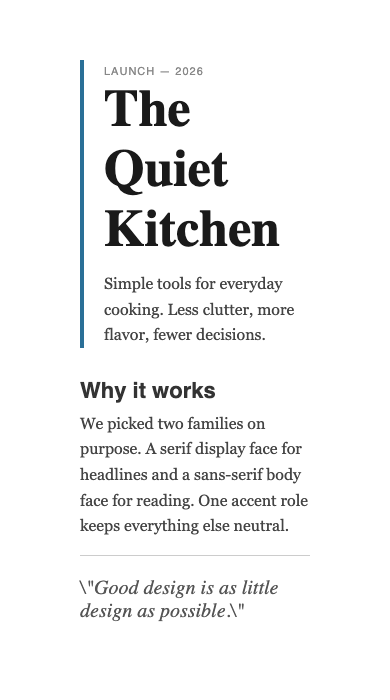 LAUNCH — 2026
The
Quiet
Kitchen
Simple tools for everyday
cooking. Less clutter, more
flavor, fewer decisions.
Why it works
We picked two families on
purpose. A serif display face for
headlines and a sans-serif body
face for reading. One accent role
keeps everything else neutral.
\"Good design is as little
design as possible.\"